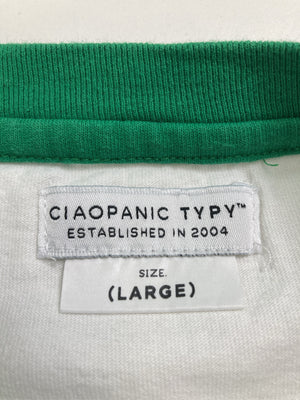 CIAOPANIC TYPY™
ESTABLISHED IN 2004
SIZE.
(LARGE)